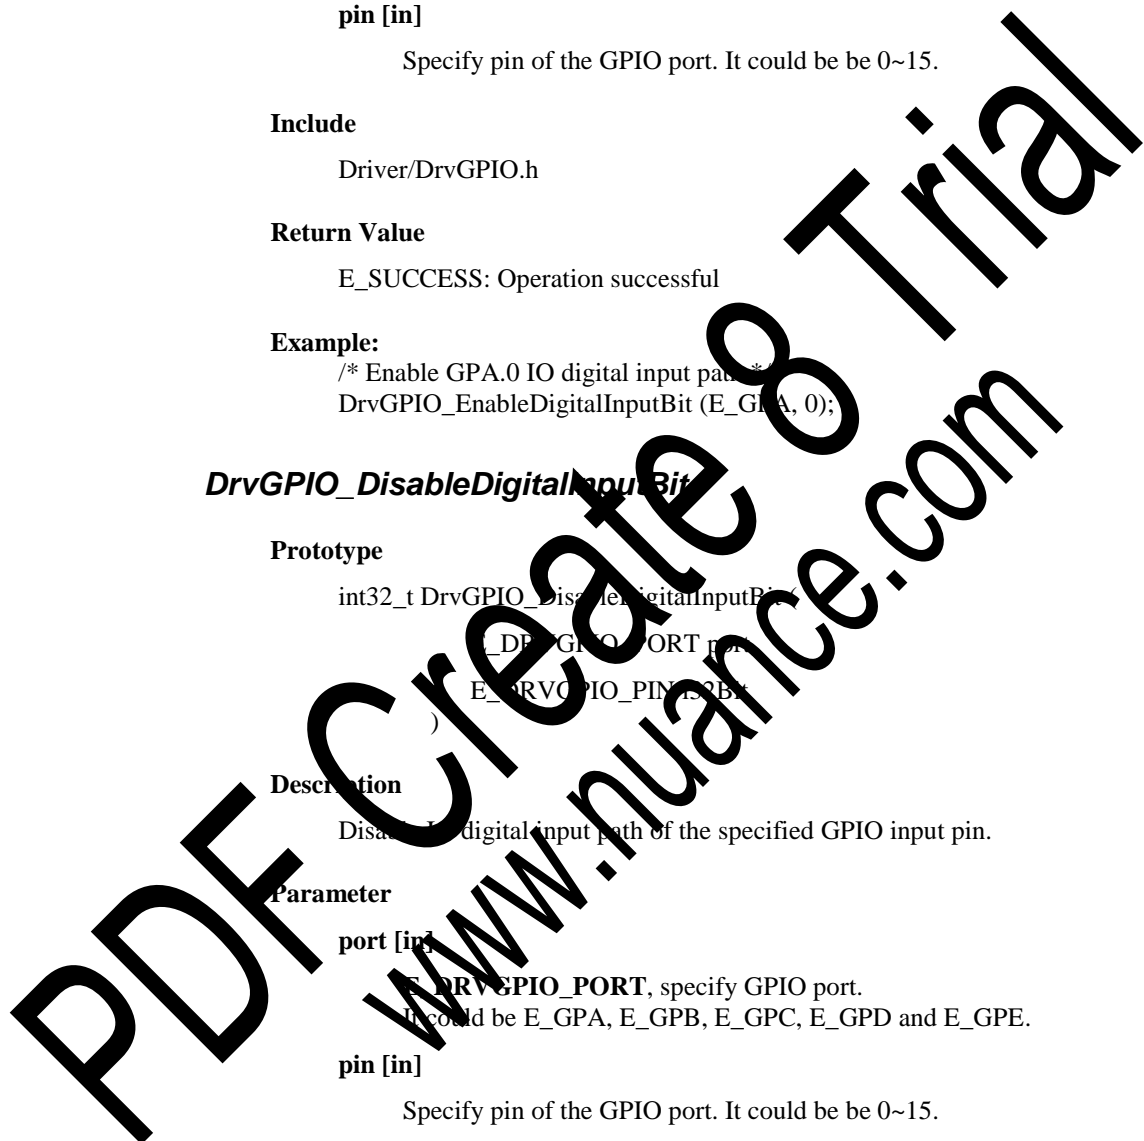 pin [in]
Specify pin of the GPIO port. It could be be 0~15.
Include
Driver/DrvGPIO.h
Return Value
E_SUCCESS: Operation successful
Example:
/* Enable GPA.0 IO digital input path */
DrvGPIO_EnableDigitalInputBit (E_GPA, 0);
DrvGPIO_DisableDigitalInputBit
Prototype
int32_t DrvGPIO_DisableDigitalInputBit (
E_DRVGPIO_PORT port
E_DRVGPIO_PIN i32Bit
)
Description
Disable IO digital input path of the specified GPIO input pin.
Parameter
port [in]
E_DRVGPIO_PORT, specify GPIO port.
It could be E_GPA, E_GPB, E_GPC, E_GPD and E_GPE.
pin [in]
Specify pin of the GPIO port. It could be be 0~15.
PDF Create 8 Trial
www.nuance.com